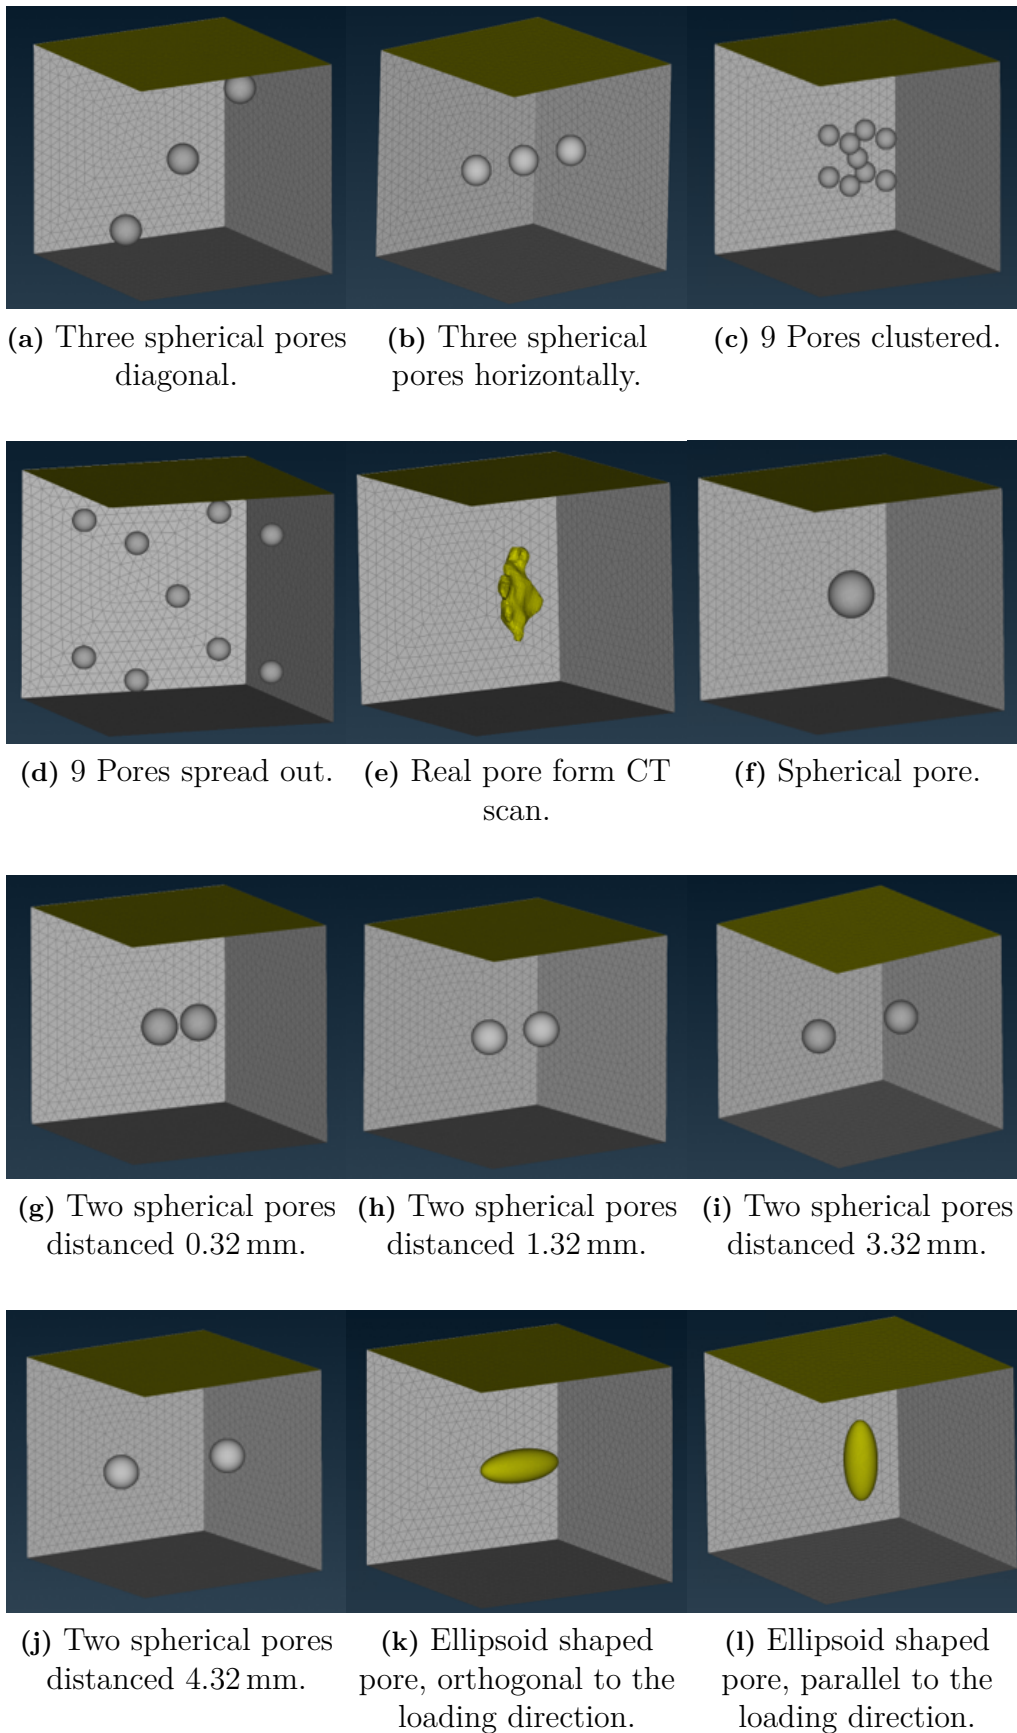 (a) Three spherical pores
diagonal.
(b) Three spherical
pores horizontally.
(c) 9 Pores clustered.
(d) 9 Pores spread out.
(e) Real pore form CT
scan.
(f) Spherical pore.
(g) Two spherical pores
distanced 0.32 mm.
(h) Two spherical pores
distanced 1.32 mm.
(i) Two spherical pores
distanced 3.32 mm.
(j) Two spherical pores
distanced 4.32 mm.
(k) Ellipsoid shaped
pore, orthogonal to the
loading direction.
(l) Ellipsoid shaped
pore, parallel to the
loading direction.